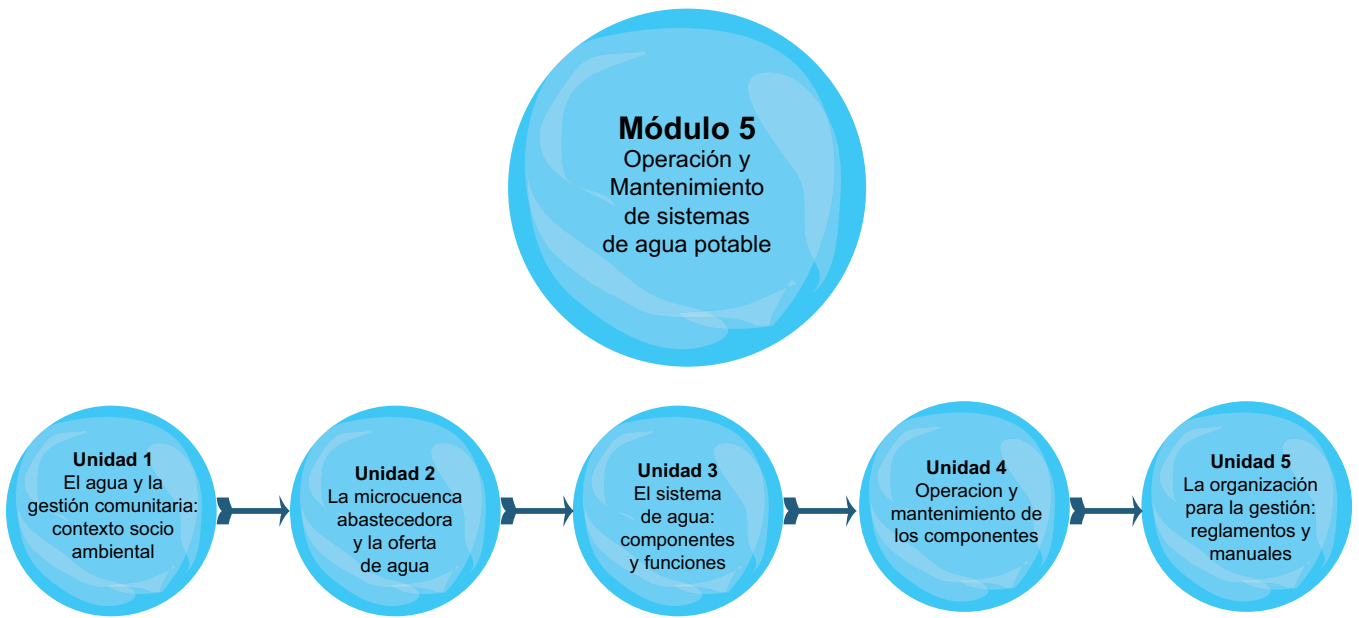 Módulo 5
Operación y
Mantenimiento
de sistemas
de agua potable
Unidad 1
El agua y la
gestión comunitaria:
contexto socio
ambiental
Unidad 2
La microcuenca
abastecedora
y la oferta
de agua
Unidad 3
El sistema
de agua:
componentes
y funciones
Unidad 4
Operacion y
mantenimiento de
los componentes
Unidad 5
La organización
para la gestión:
reglamentos y
manuales